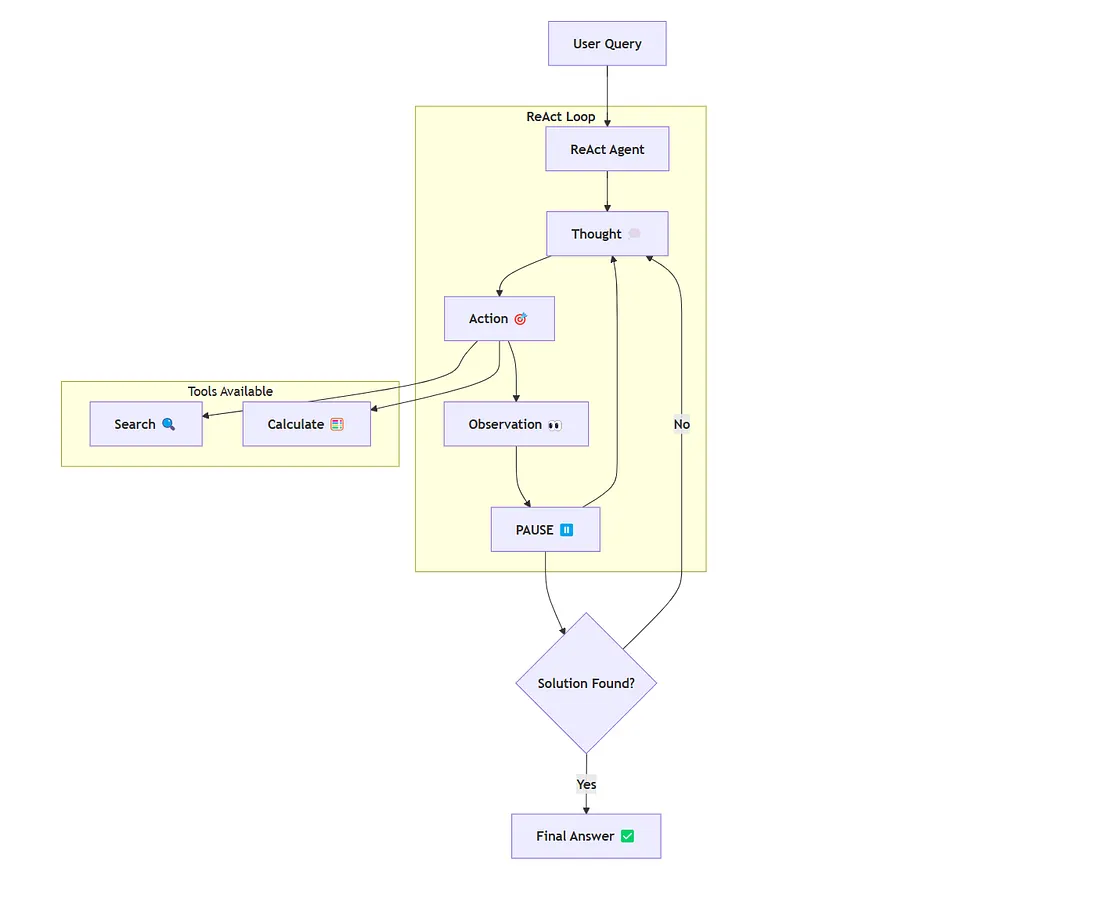 User Query
ReAct Loop
ReAct Agent
Thought 💭
Action 🎯
Tools Available
Search 🔍
Calculate 🧮
Observation 👀
No
PAUSE ⏸️
Solution Found?
Yes
Final Answer ✅